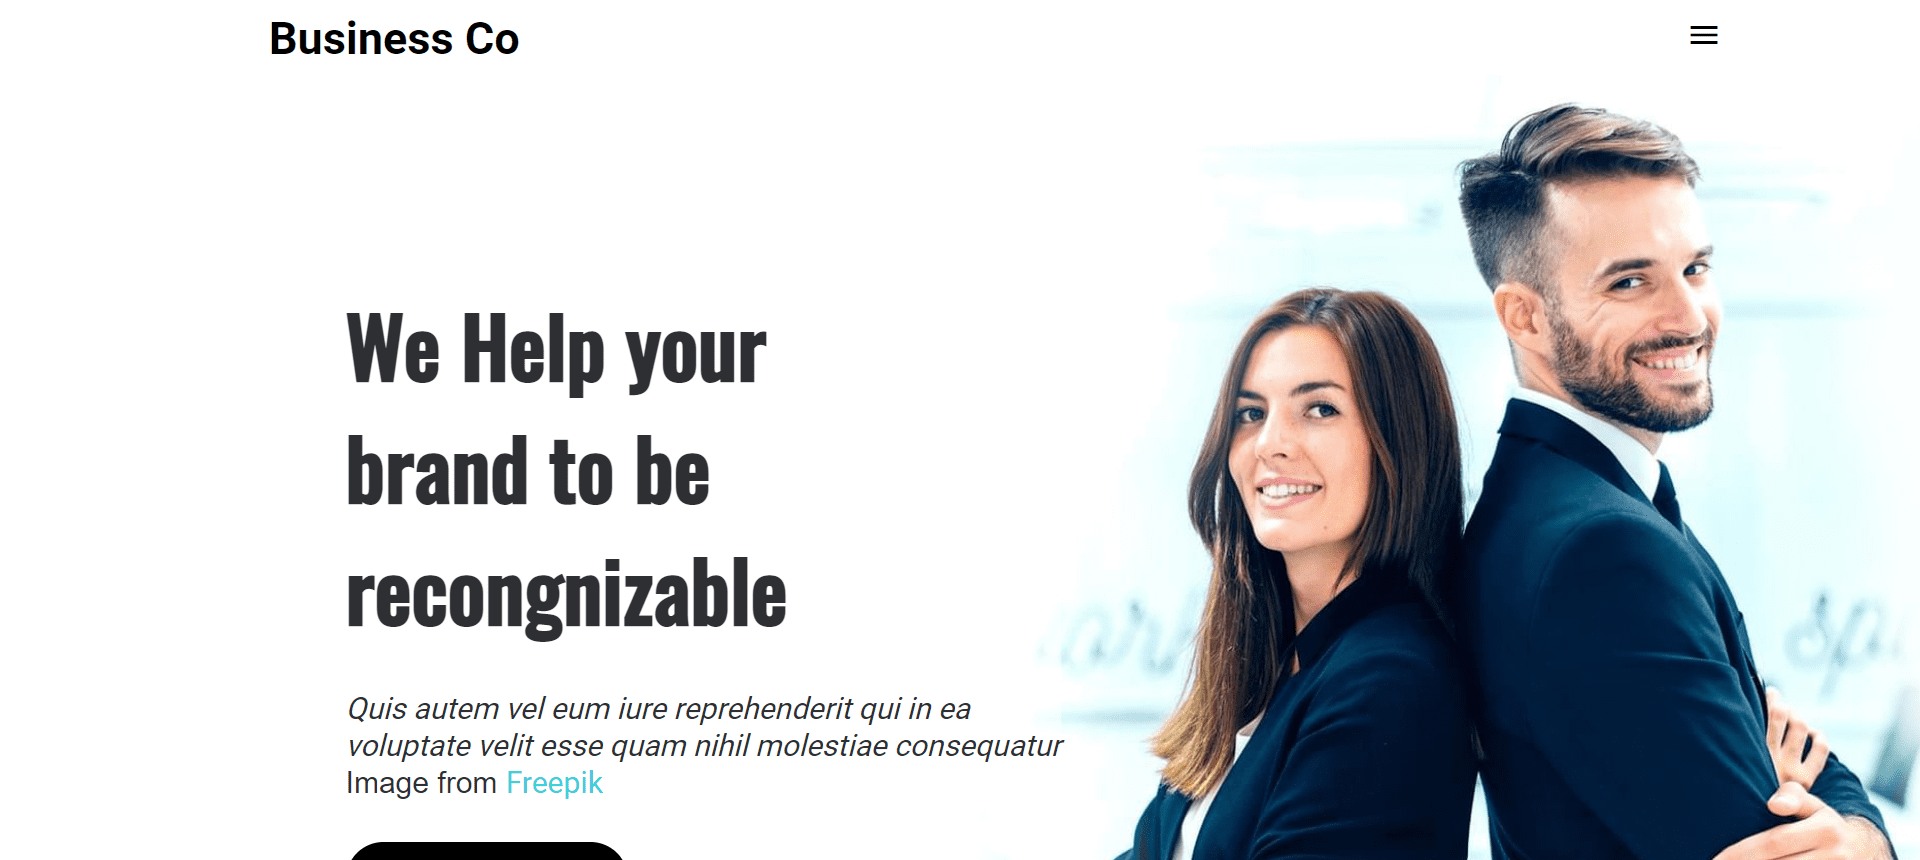 Business Co
We Help your
brand to be
recongnizable
Quis autem vel eum iure reprehenderit qui in ea
voluptate velit esse quam nihil molestiae consequatur
Image from Freepik